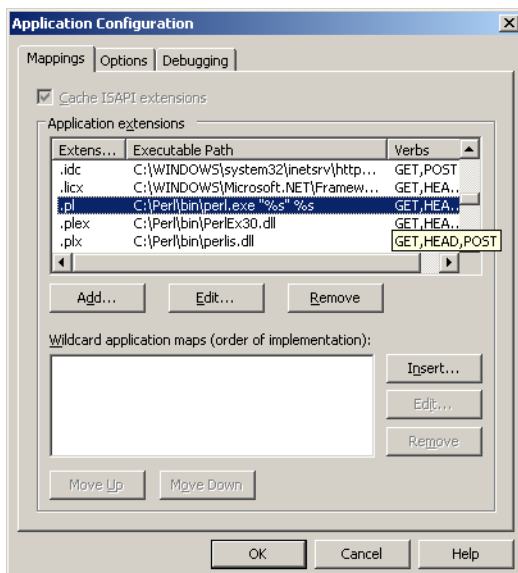 Application Configuration
Mappings Options Debugging
Cache ISAPI extensions
Application extensions
Extens... Executable Path Verbs
.idc C:\WINDOWS\system32\inetsrv\http... GET,POST
.licx C:\WINDOWS\Microsoft.NET\Framew... GET,HEA...
.pl C:\Perl\bin\perl.exe "%s" %s GET,HEA...
.plex C:\Perl\bin\PerlEx30.dll GET,HEA...
.plx C:\Perl\bin\perlis.dll GET,HEAD,POST
Add... Edit... Remove
Wildcard application maps (order of implementation):
Insert...
Edit...
Remove
Move Up Move Down
OK Cancel Help